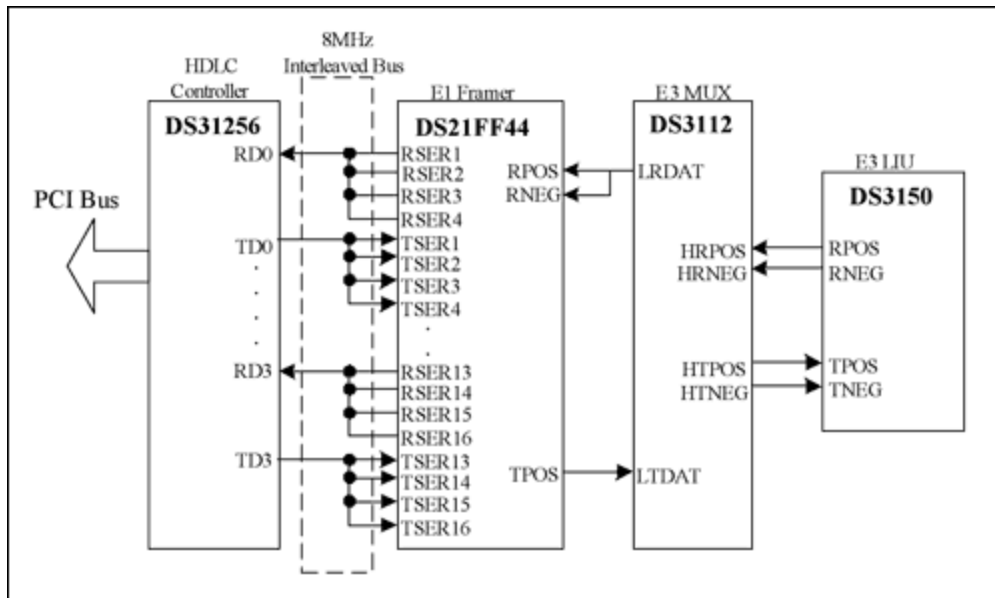 8MHz
Interleaved Bus
HDLC
Controller
DS31256
RD0
TD0
RD3
TD3
PCI Bus
E1 Framer
DS21FF44
RSER1
RSER2
RSER3
RSER4
TSER1
TSER2
TSER3
TSER4
RSER13
RSER14
RSER15
RSER16
TSER13
TSER14
TSER15
TSER16
RPOS
RNEG
TPOS
E3 MUX
DS3112
LRDAT
HRPOS
HRNEG
HTPOS
HTNEG
LTDAT
E3 LIU
DS3150
RPOS
RNEG
TPOS
TNEG